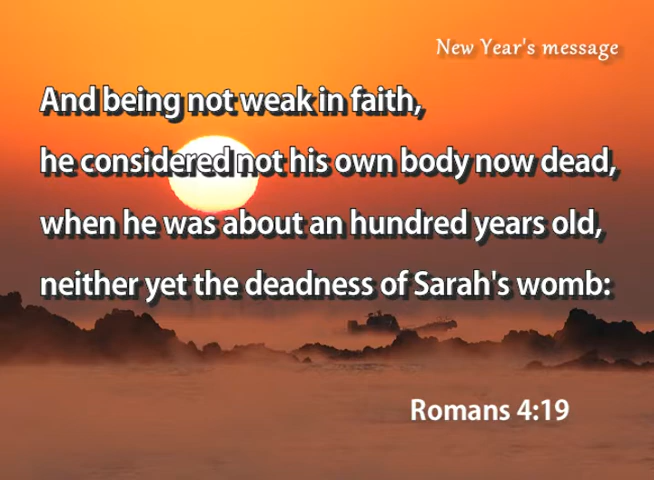 New Year's message
And being not weak in faith,
he considered not his own body now dead,
when he was about an hundred years old,
neither yet the deadness of Sarah's womb:
Romans 4:19